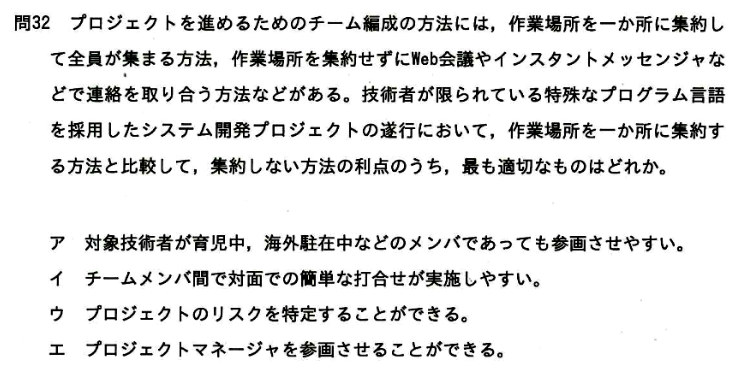 問32　プロジェクトを進めるためのチーム編成の方法には，作業場所を一か所に集約し
て全員が集まる方法，作業場所を集約せずにWeb会議やインスタントメッセンジャな
どで連絡を取り合う方法などがある。技術者が限られている特殊なプログラム言語
を採用したシステム開発プロジェクトの遂行において，作業場所を一か所に集約す
る方法と比較して，集約しない方法の利点のうち，最も適切なものはどれか。
ア　対象技術者が育児中，海外駐在中などのメンバであっても参画させやすい。
イ　チームメンバ間で対面での簡単な打合せが実施しやすい。
ウ　プロジェクトのリスクを特定することができる。
エ　プロジェクトマネージャを参画させることができる。